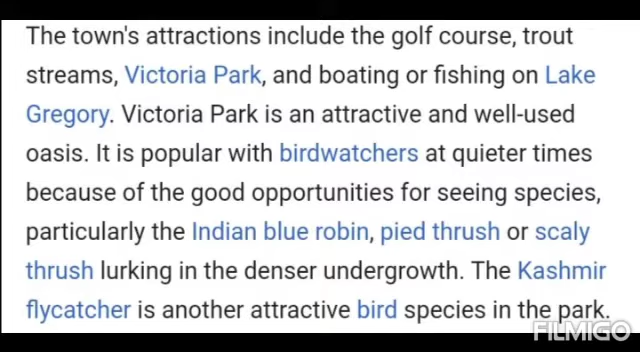 The town's attractions include the golf course, trout
streams, Victoria Park, and boating or fishing on Lake
Gregory. Victoria Park is an attractive and well-used
oasis. It is popular with birdwatchers at quieter times
because of the good opportunities for seeing species,
particularly the Indian blue robin, pied thrush or scaly
thrush lurking in the denser undergrowth. The Kashmir
flycatcher is another attractive bird species in the park.
FILMIGO